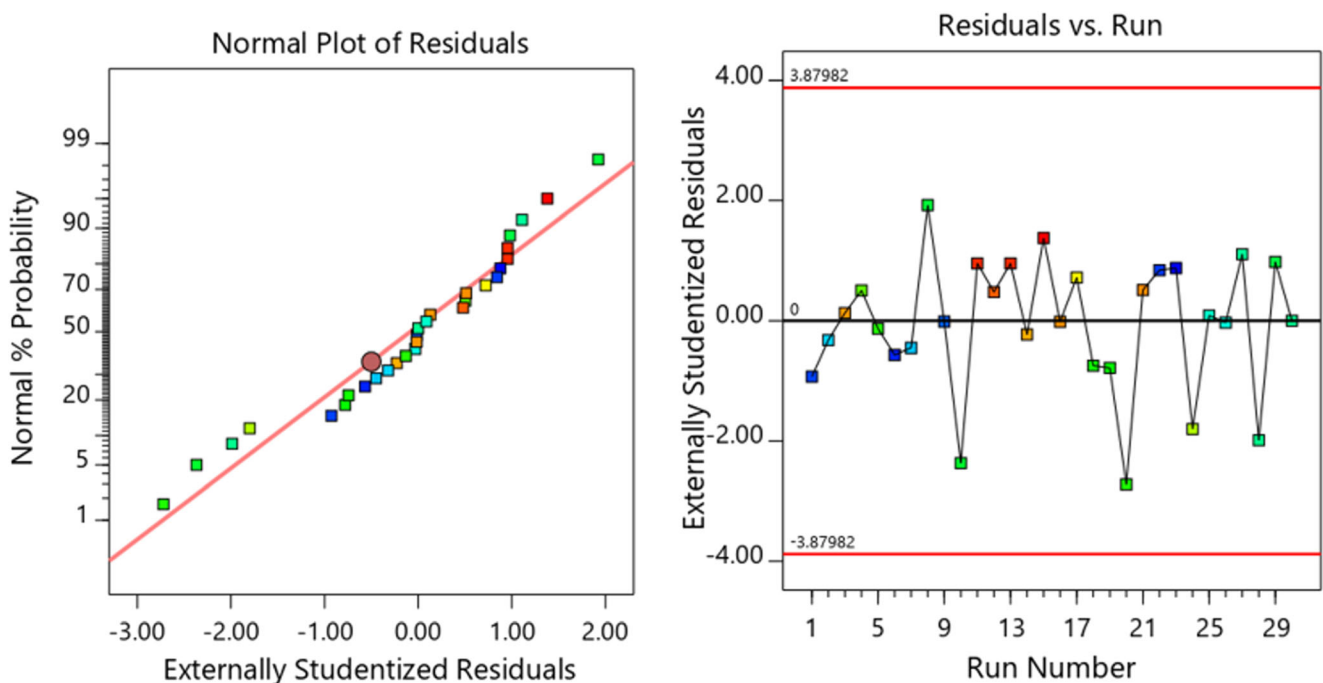 Normal Plot of Residuals
Normal % Probability
99
90
70
50
20
5
1
-3.00 -2.00 -1.00 0.00 1.00 2.00
Externally Studentized Residuals
Residuals vs. Run
Externally Studentized Residuals
4.00
3.87982
2.00
0.00
0
-2.00
-3.87982
-4.00
1 5 9 13 17 21 25 29
Run Number